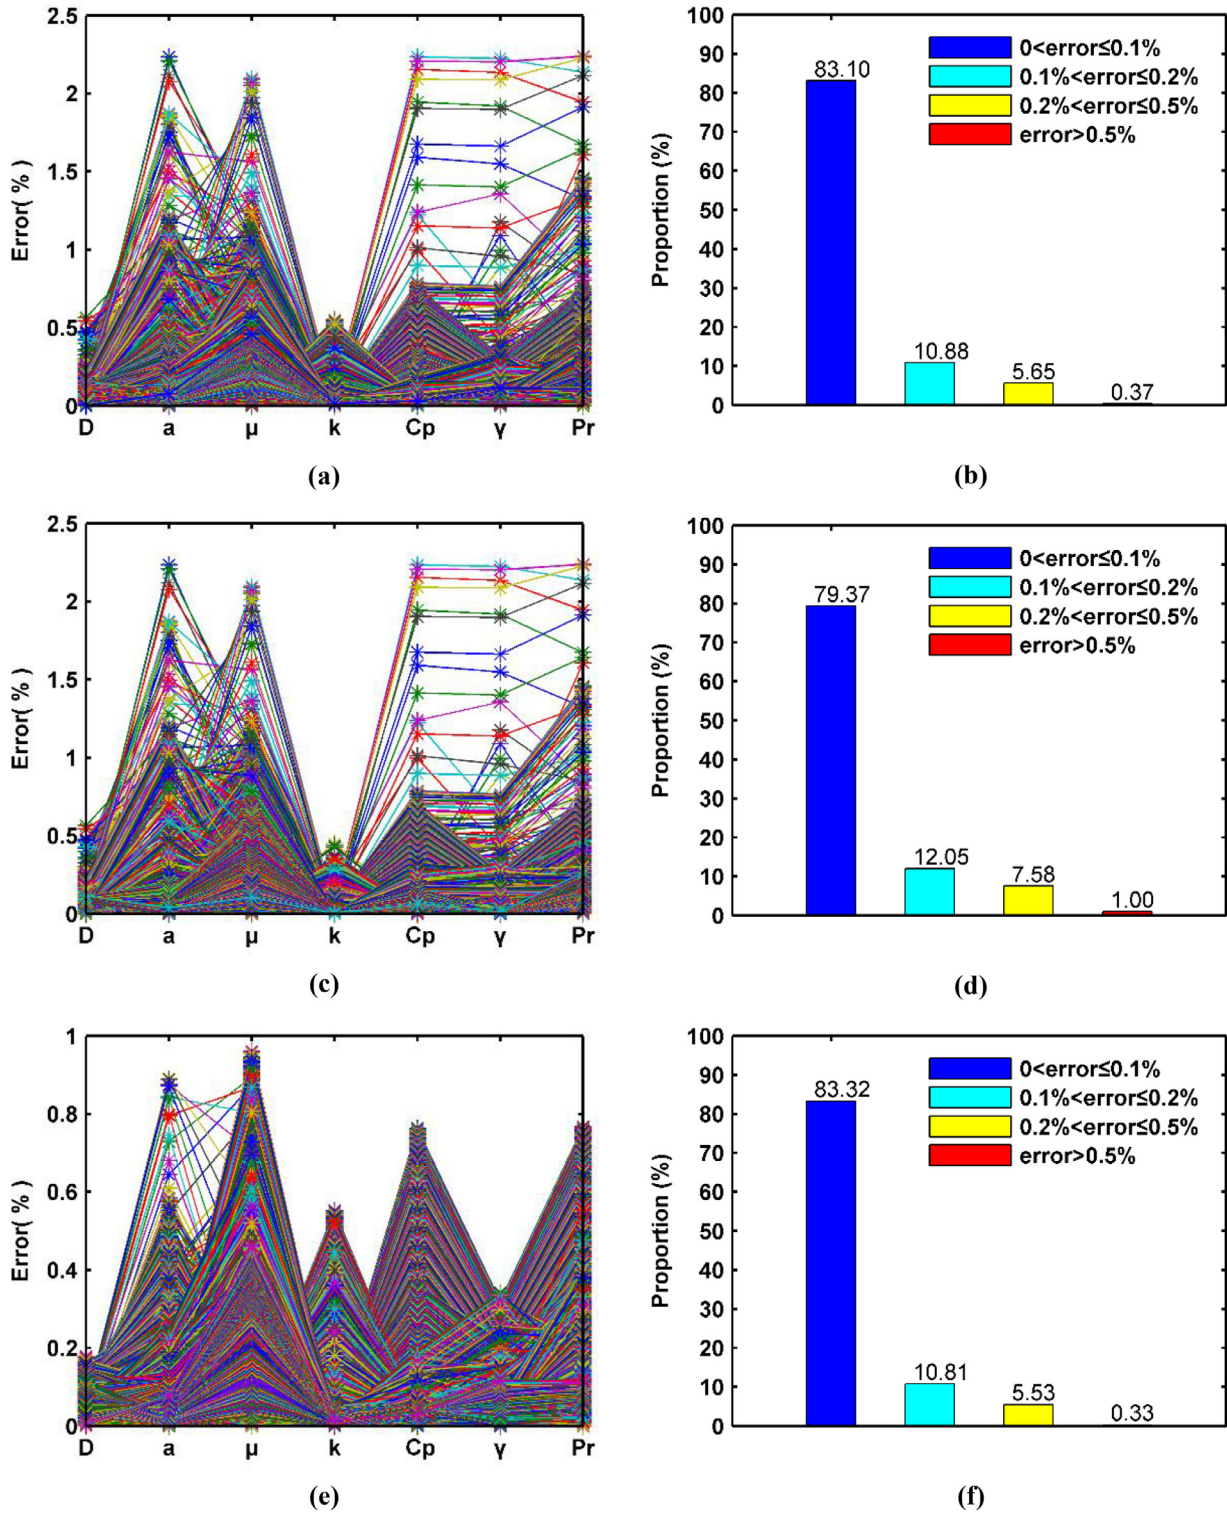 2.5
2
1.5
1
0.5
0
Error( % )
D a μ k Cp γ Pr
(a)
100
90
80
70
60
50
40
30
20
10
0
Proportion (%)
0<error≤0.1%
0.1%<error≤0.2%
0.2%<error≤0.5%
error>0.5%
83.10
10.88
5.65
0.37
(b)
2.5
2
1.5
1
0.5
0
Error( % )
D a μ k Cp γ Pr
(c)
100
90
80
70
60
50
40
30
20
10
0
Proportion (%)
0<error≤0.1%
0.1%<error≤0.2%
0.2%<error≤0.5%
error>0.5%
79.37
12.05
7.58
1.00
(d)
1
0.8
0.6
0.4
0.2
0
Error( % )
D a μ k Cp γ Pr
(e)
100
90
80
70
60
50
40
30
20
10
0
Proportion (%)
0<error≤0.1%
0.1%<error≤0.2%
0.2%<error≤0.5%
error>0.5%
83.32
10.81
5.53
0.33
(f)